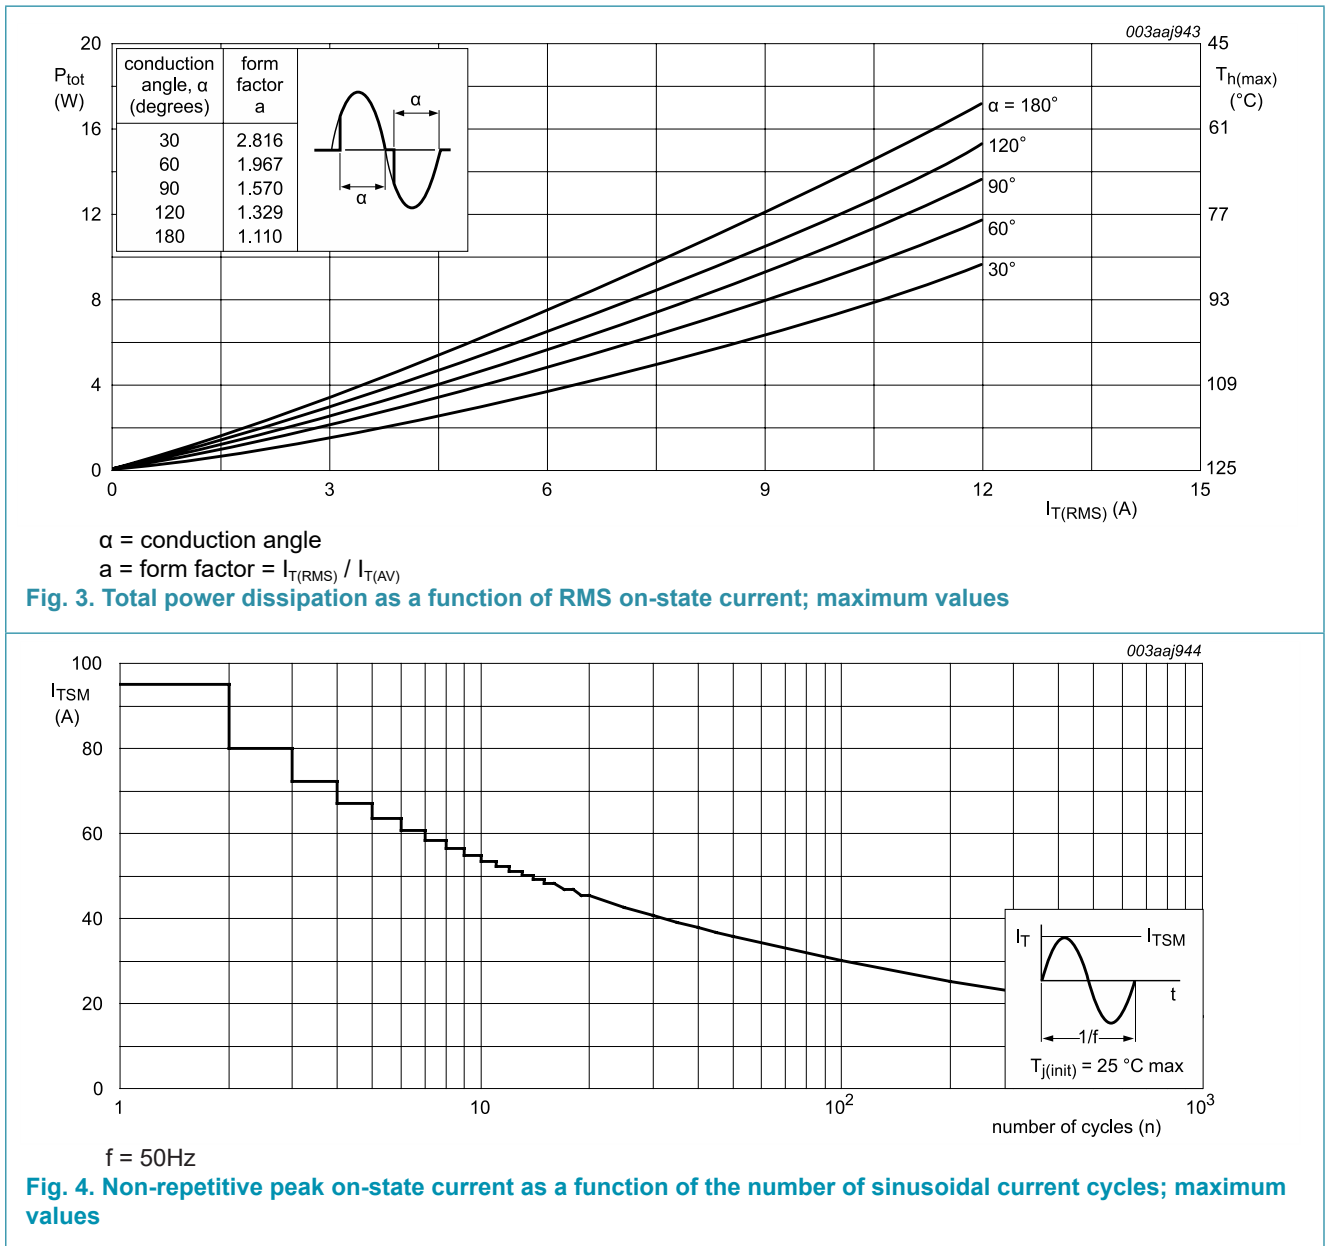 003aaj943
20
16
12
8
4
0
Ptot
(W)
conduction angle, α (degrees) form factor a
30 2.816
60 1.967
90 1.570
120 1.329
180 1.110
α
α
α = 180°
120°
90°
60°
30°
45
61
77
93
109
125
Th(max)
(°C)
0 3 6 9 12 15
IT(RMS) (A)
α = conduction angle
a = form factor = IT(RMS) / IT(AV)
Fig. 3. Total power dissipation as a function of RMS on-state current; maximum values
003aaj944
100
80
60
40
20
0
ITSM
(A)
IT ITSM
t
1/f
Tj(init) = 25 °C max
1 10 10² 10³
number of cycles (n)
f = 50Hz
Fig. 4. Non-repetitive peak on-state current as a function of the number of sinusoidal current cycles; maximum
values